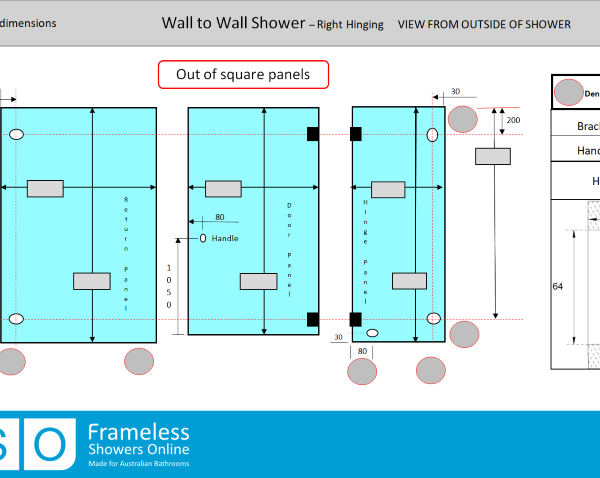 dimensions
Wall to Wall Shower – Right Hinging VIEW FROM OUTSIDE OF SHOWER
Out of square panels
30
200
Den
Brac
Hand
H
Return Panel
Door Panel
Hinge Panel
80
Handle
1050
64
30
80
SO
Frameless
Showers Online
Made for Australian Bathrooms